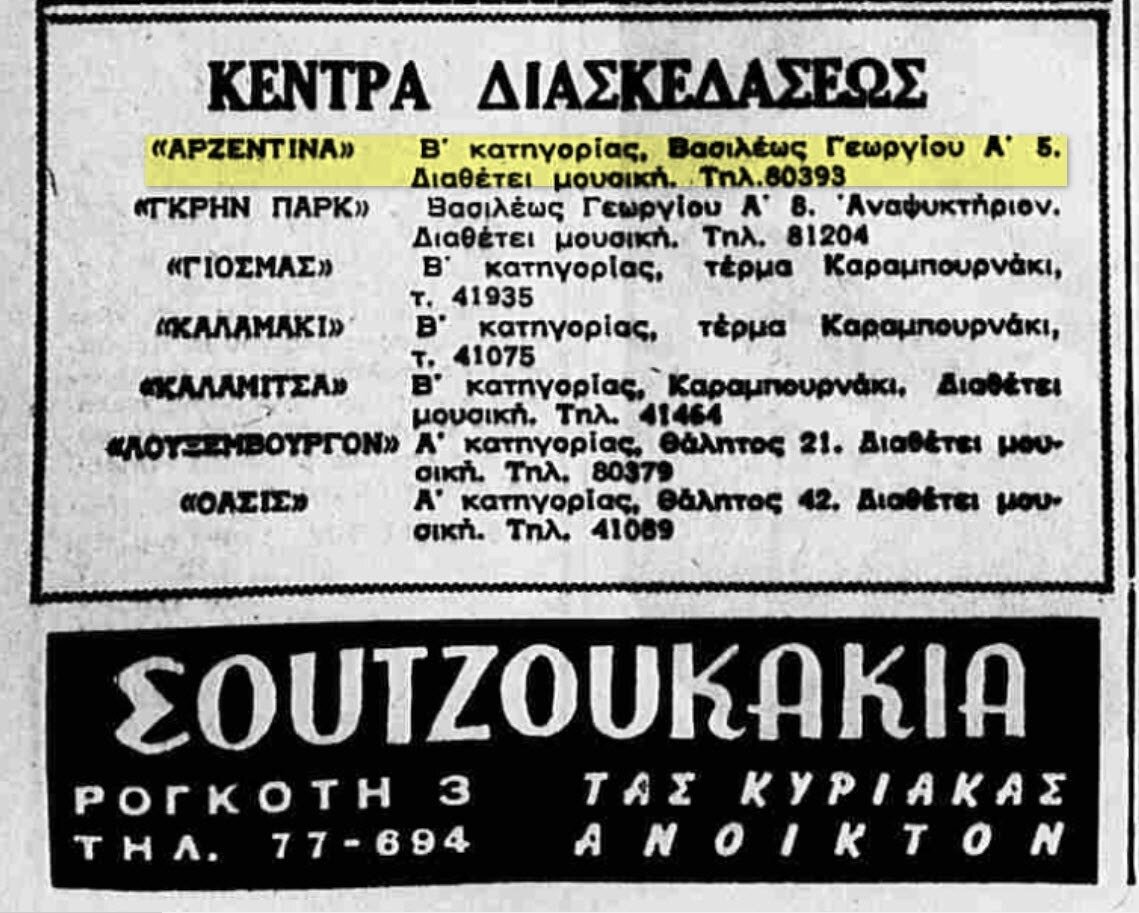 ΚΕΝΤΡΑ ΔΙΑΣΚΕΔΑΣΕΩΣ
«ΑΡΖΕΝΤΙΝΑ» Β' κατηγορίας, Βασιλέως Γεωργίου Α' 5.
Διαθέτει μουσική. Τηλ.80393
«ΓΚΡΗΝ ΠΑΡΚ» Βασιλέως Γεωργίου Α' 6. Ἀναψυκτήριον.
Διαθέτει μουσική. Τηλ. 81204
«ΓΙΟΣΜΑΣ» Β' κατηγορίας, τέρμα Καραμπουρνάκι,
τ. 41935
«ΚΑΛΑΜΑΚΙ» Β' κατηγορίας, τέρμα Καραμπουρνάκι,
τ. 41075
«ΚΑΛΑΜΙΤΣΑ» Β' κατηγορίας, Καραμπουρνάκι. Διαθέτει
μουσική. Τηλ. 41464
«ΛΟΥΞΕΜΒΟΥΡΓΟΝ» Α' κατηγορίας, Θάλητος 21. Διαθέτει μου-
σική. Τηλ. 80379
«ΟΑΣΙΣ» Α' κατηγορίας, Θάλητος 42. Διαθέτει μου-
σική. Τηλ. 41069
ΣΟΥΤΖΟΥΚΑΚΙΑ
ΡΟΓΚΟΤΗ 3 ΤΑΣ ΚΥΡΙΑΚΑΣ
ΤΗΛ. 77-694 ΑΝΟΙΚΤΟΝ